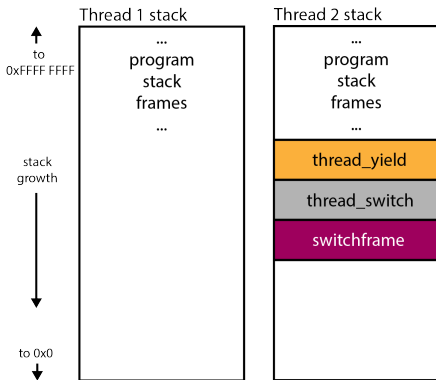 Thread 1 stack
Thread 2 stack
to
0xFFFF FFFF
...
program
stack
frames
...
...
program
stack
frames
...
thread_yield
thread_switch
switchframe
stack
growth
to 0x0